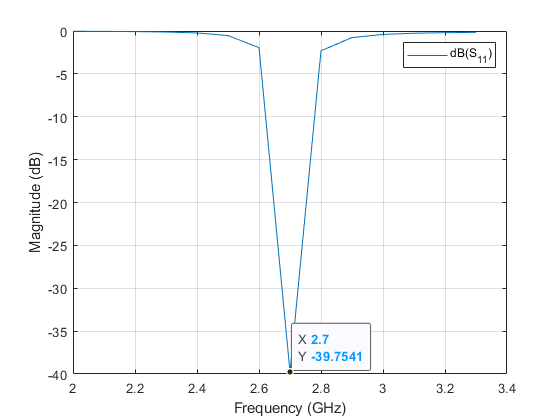 0
-5
-10
-15
-20
-25
-30
-35
-40
Magnitude (dB)
dB(S11)
X 2.7
Y -39.7541
2 2.2 2.4 2.6 2.8 3 3.2 3.4
Frequency (GHz)